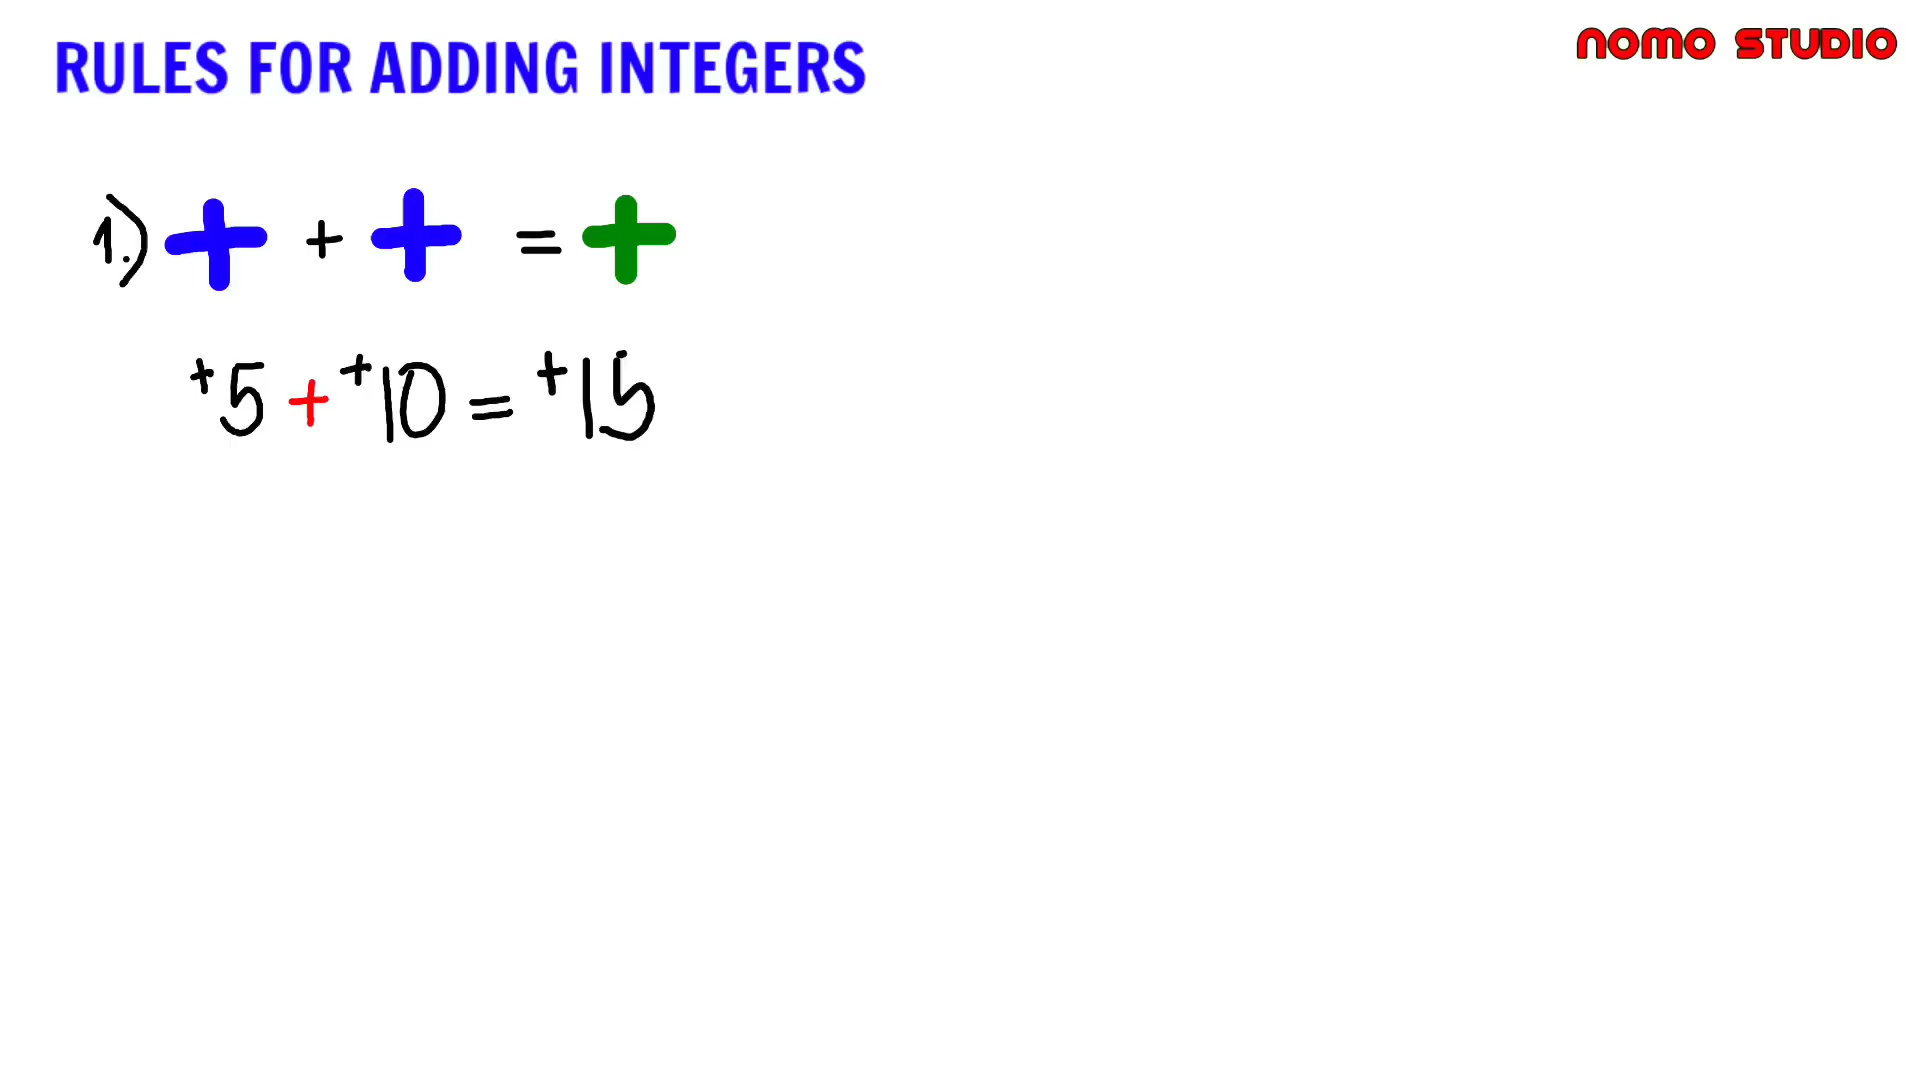 RULES FOR ADDING INTEGERS
NOMO STUDIO
1.) + + + = +
+5 + +10 = +15